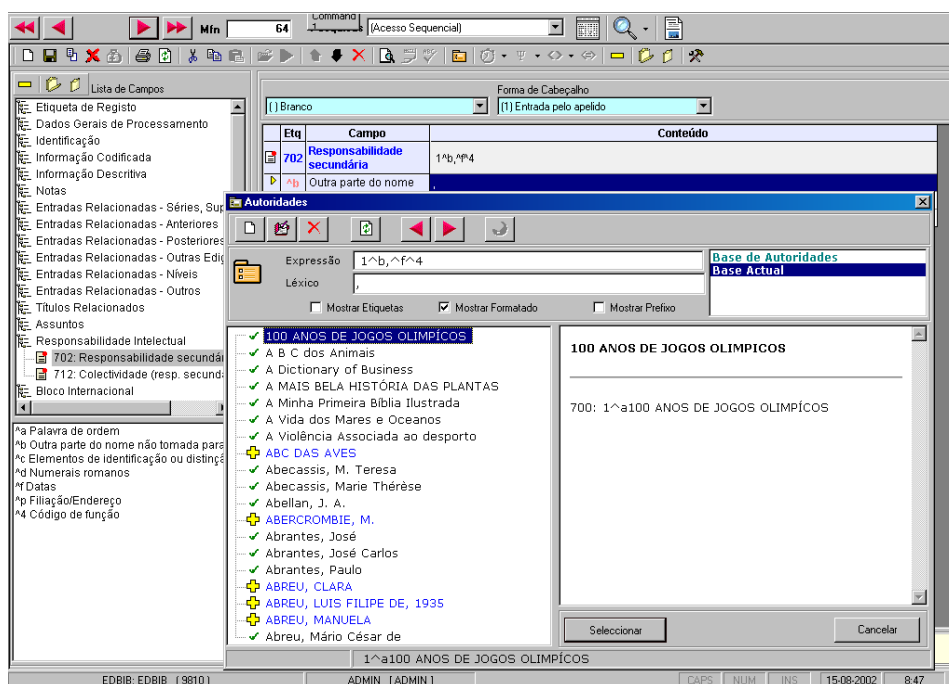 Mfn 64 Command (Acesso Sequencial)
Lista de Campos
Etiqueta de Registo
Dados Gerais de Processamento
Identificação
Informação Codificada
Informação Descritiva
Notas
Entradas Relacionadas - Séries, Sup
Entradas Relacionadas - Anteriores
Entradas Relacionadas - Posteriores
Entradas Relacionadas - Outras Ediç
Entradas Relacionadas - Níveis
Entradas Relacionadas - Outros
Títulos Relacionados
Assuntos
Responsabilidade Intelectual
702: Responsabilidade secundár
712: Colectividade (resp. secunda
Bloco Internacional
^a Palavra de ordem
^b Outra parte do nome não tomada para
^c Elementos de identificação ou distinçã
^d Numerais romanos
^f Datas
^p Filiação/Endereço
^4 Código de função
Forma de Cabeçalho
( ) Branco (1) Entrada pelo apelido
Etq Campo Conteúdo
702 Responsabilidade secundária 1^b,^f^4
^b Outra parte do nome ,
Autoridades
Expressão 1^b,^f^4
Léxico ,
Base de Autoridades
Base Actual
Mostrar Etiquetas Mostrar Formatado Mostrar Prefixo
100 ANOS DE JOGOS OLIMPÍCOS
A B C dos Animais
A Dictionary of Business
A MAIS BELA HISTÓRIA DAS PLANTAS
A Minha Primeira Bíblia Ilustrada
A Vida dos Mares e Oceanos
A Violência Associada ao desporto
ABC DAS AVES
Abecassis, M. Teresa
Abecassis, Marie Thérèse
Abellan, J. A.
ABERCROMBIE, M.
Abrantes, José
Abrantes, José Carlos
Abrantes, Paulo
ABREU, CLARA
ABREU, LUIS FILIPE DE, 1935
ABREU, MANUELA
Abreu, Mário César de
100 ANOS DE JOGOS OLIMPICOS
700: 1^a100 ANOS DE JOGOS OLIMPÍCOS
Seleccionar Cancelar
1^a100 ANOS DE JOGOS OLIMPÍCOS
EDBIB: EDBIB [ 9810 ] ADMIN [ ADMIN ] CAPS NUM INS 15-08-2002 8:47